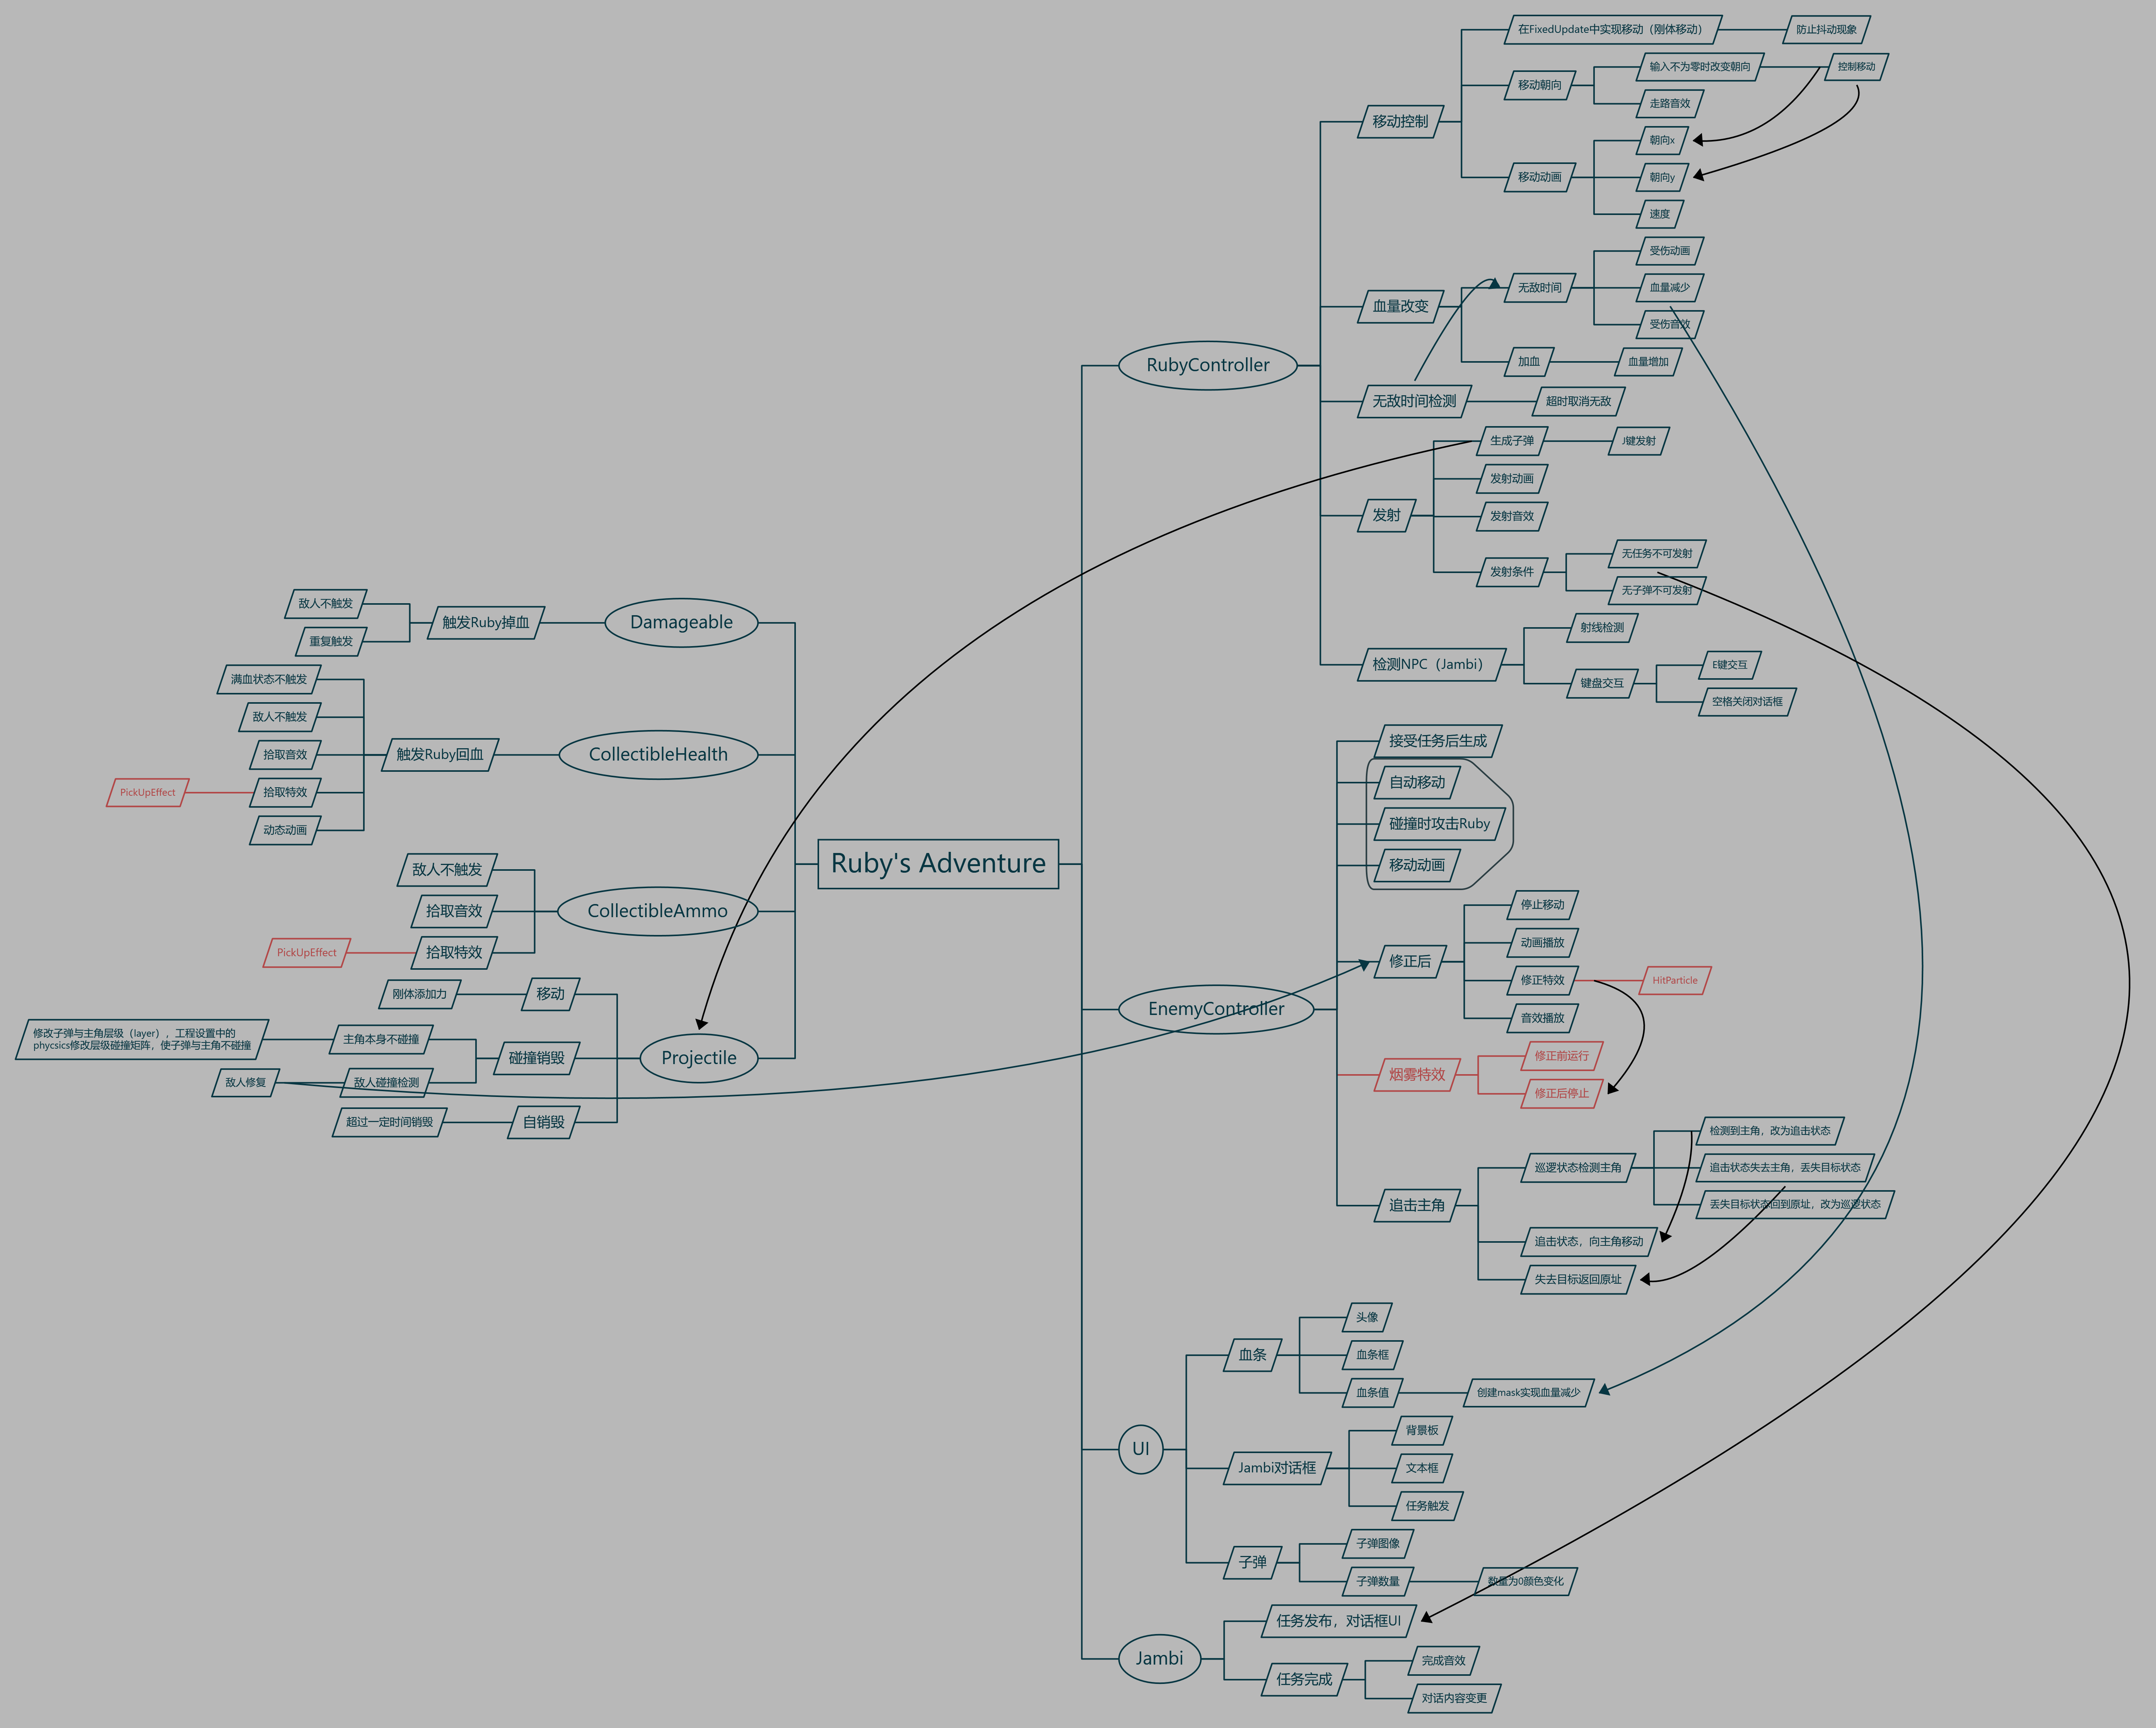 Ruby's Adventure
RubyController
移动控制
在FixedUpdate中实现移动（刚体移动）
防止抖动现象
移动朝向
输入不为零时改变朝向
控制移动
走路音效
移动动画
朝向x
朝向y
速度
血量改变
无敌时间
受伤动画
血量减少
受伤音效
加血
血量增加
无敌时间检测
超时取消无敌
发射
生成子弹
J键发射
发射动画
发射音效
发射条件
无任务不可发射
无子弹不可发射
检测NPC（Jambi）
射线检测
键盘交互
E键交互
空格关闭对话框
EnemyController
接受任务后生成
自动移动
碰撞时攻击Ruby
移动动画
修正后
停止移动
动画播放
修正特效
HitParticle
音效播放
烟雾特效
修正前运行
修正后停止
追击主角
巡逻状态检测主角
检测到主角，改为追击状态
追击状态失去主角，丢失目标状态
丢失目标状态回到原址，改为巡逻状态
追击状态，向主角移动
失去目标返回原址
UI
血条
头像
血条框
血条值
创建mask实现血量减少
Jambi对话框
背景板
文本框
任务触发
子弹
子弹图像
子弹数量
数量为0颜色变化
Jambi
任务发布，对话框UI
任务完成
完成音效
对话内容变更
Damageable
触发Ruby掉血
敌人不触发
重复触发
CollectibleHealth
触发Ruby回血
满血状态不触发
敌人不触发
拾取音效
拾取特效
PickUpEffect
动态动画
CollectibleAmmo
敌人不触发
拾取音效
拾取特效
PickUpEffect
Projectile
移动
刚体添加力
碰撞销毁
主角本身不碰撞
修改子弹与主角层级（layer），工程设置中的
phycsics修改层级碰撞矩阵，使子弹与主角不碰撞
敌人碰撞检测
敌人修复
自销毁
超过一定时间销毁